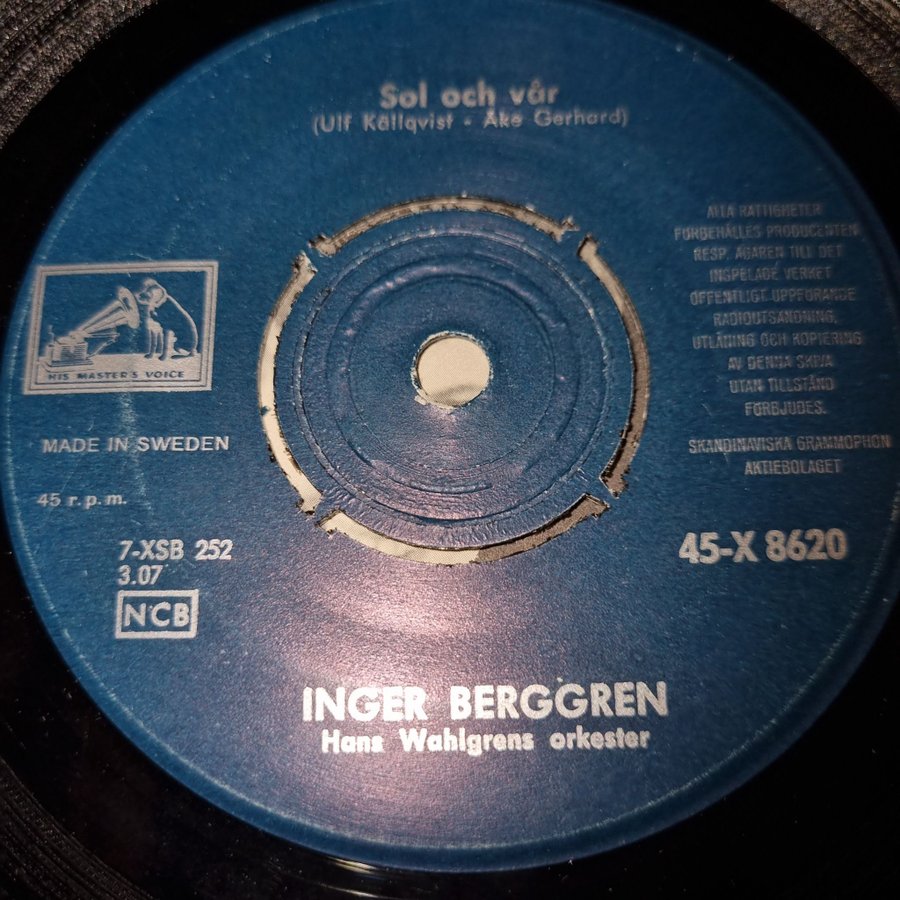 Sol och vår
(Ulf Källqvist - Åke Gerhard)
ALLA RÄTTIGHETER
FÖRBEHÅLLES PRODUCENTEN
RESP. ÄGAREN TILL DET
INSPELADE VERKET.
OFFENTLIGT UPPFÖRANDE
RADIOUTSÄNDNING,
UTLÅNING OCH KOPIERING
AV DENNA SKIVA
UTAN TILLSTÅND
FÖRBJUDES.
SKANDINAVISKA GRAMMOPHON
AKTIEBOLAGET
HIS MASTER'S VOICE
MADE IN SWEDEN
45 r.p.m.
7-XSB 252
3.07
NCB
45-X 8620
INGER BERGGREN
Hans Wahlgrens orkester